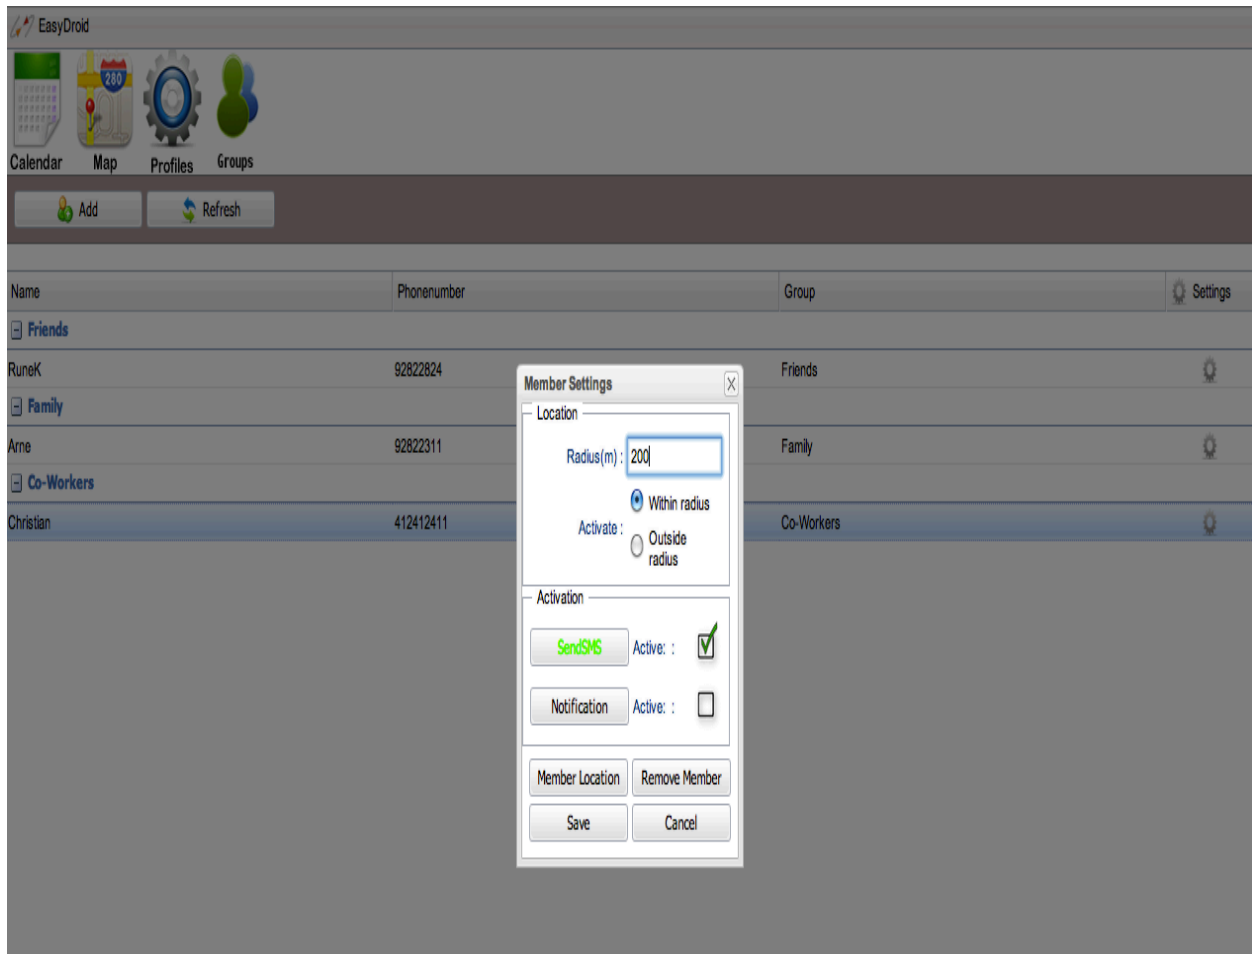 EasyDroid
280
Calendar Map Profiles Groups
Add Refresh
Name Phonenumber Group Settings
Friends
RuneK 92822824 Friends
Family
Arne 92822311 Family
Co-Workers
Christian 412412411 Co-Workers
Member Settings
Location
Radius(m) : 200
Activate :
Within radius
Outside
radius
Activation
SendSMS Active: :
Notification Active: :
Member Location Remove Member
Save Cancel